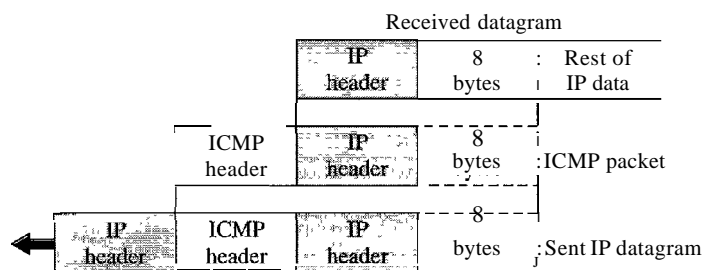 Received datagram
IP header
8 bytes
Rest of IP data
ICMP header
IP header
8 bytes
ICMP packet
IP header
ICMP header
IP header
8 bytes
Sent IP datagram